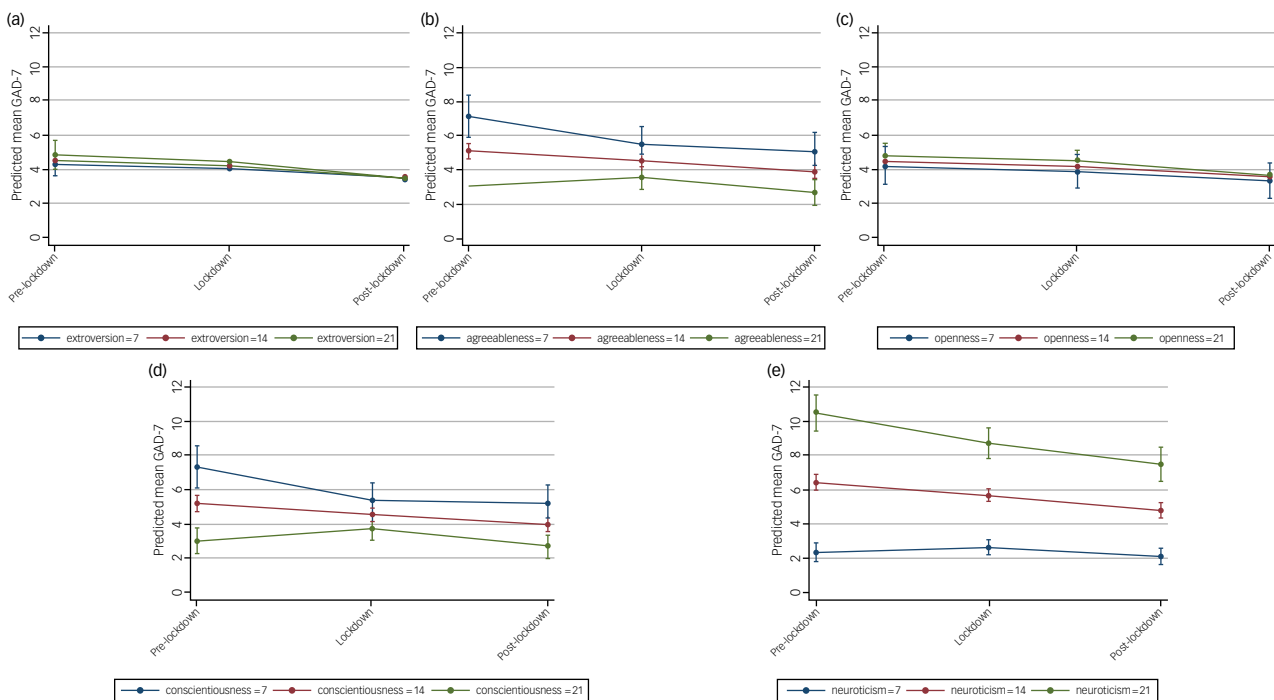 (a)
Predicted mean GAD-7
12
10
8
6
4
2
0
Pre-lockdown
Lockdown
Post-lockdown
extroversion=7 extroversion=14 extroversion=21
(b)
Predicted mean GAD-7
12
10
8
6
4
2
0
Pre-lockdown
Lockdown
Post-lockdown
agreeableness=7 agreeableness=14 agreeableness=21
(c)
Predicted mean GAD-7
12
10
8
6
4
2
0
Pre-lockdown
Lockdown
Post-lockdown
openness=7 openness=14 openness=21
(d)
Predicted mean GAD-7
12
10
8
6
4
2
0
Pre-lockdown
Lockdown
Post-lockdown
conscientiousness=7 conscientiousness=14 conscientiousness=21
(e)
Predicted mean GAD-7
12
10
8
6
4
2
0
Pre-lockdown
Lockdown
Post-lockdown
neuroticism=7 neuroticism=14 neuroticism=21